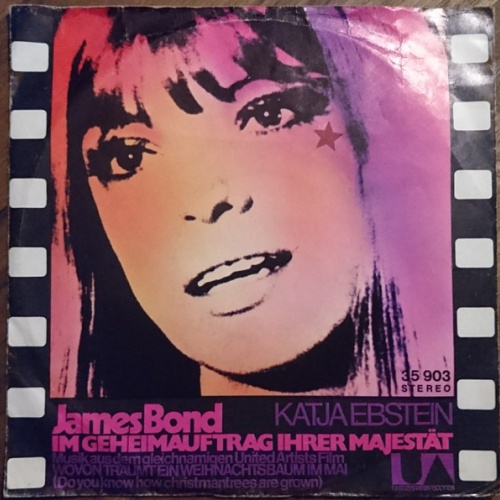 35 903
STEREO
James Bond
KATJA EBSTEIN
IM GEHEIMAUFTRAG IHRER MAJESTÄT
Musik aus dem gleichnamigen United Artists Film
WOVON TRÄUMT EIN WEIHNACHTSBAUM IM MAI
(Do you know how christmastrees are grown)